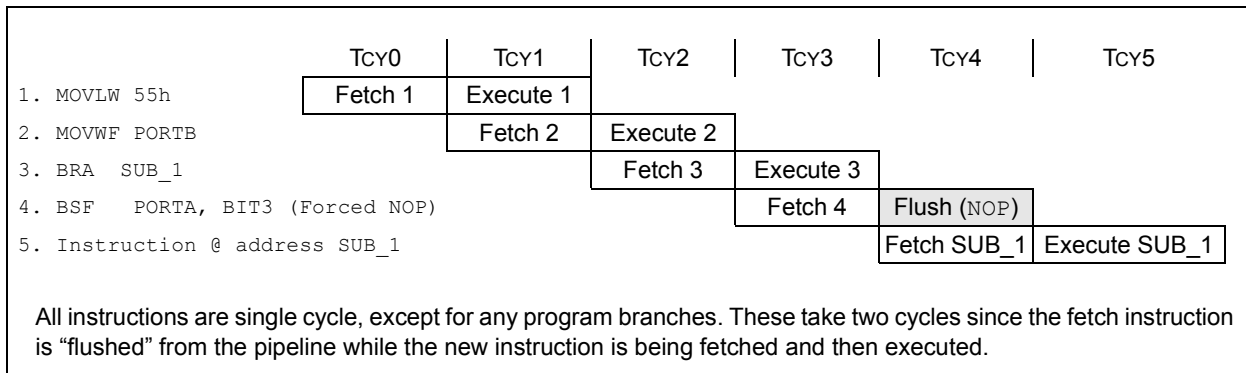 TCY0 TCY1 TCY2 TCY3 TCY4 TCY5
1. MOVLW 55h Fetch 1 Execute 1
2. MOVWF PORTB Fetch 2 Execute 2
3. BRA SUB_1 Fetch 3 Execute 3
4. BSF PORTA, BIT3 (Forced NOP) Fetch 4 Flush (NOP)
5. Instruction @ address SUB_1 Fetch SUB_1 Execute SUB_1
All instructions are single cycle, except for any program branches. These take two cycles since the fetch instruction
is “flushed” from the pipeline while the new instruction is being fetched and then executed.